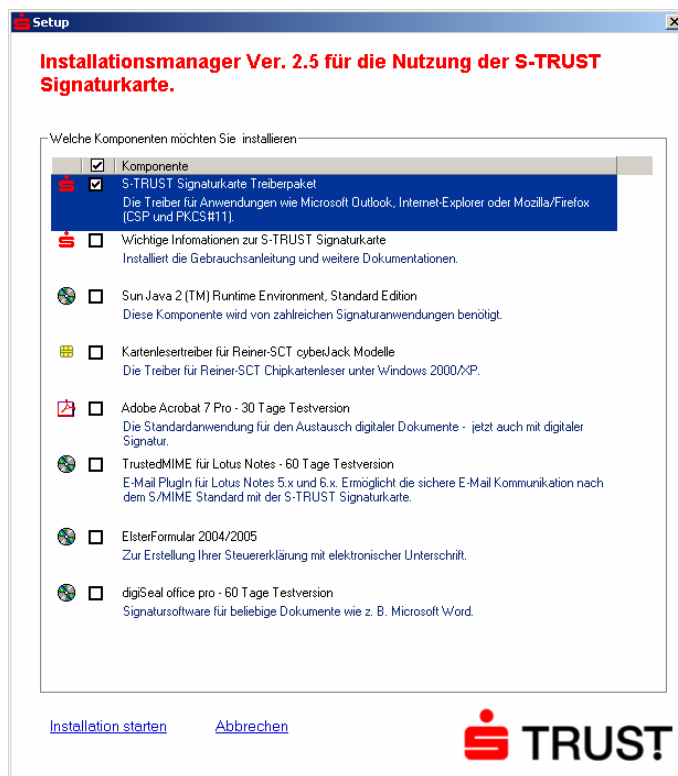 Setup
Installationsmanager Ver. 2.5 für die Nutzung der S-TRUST
Signaturkarte.
Welche Komponenten möchten Sie installieren
Komponente
S-TRUST Signaturkarte Treiberpaket
Die Treiber für Anwendungen wie Microsoft Outlook, Internet-Explorer oder Mozilla/Firefox
(CSP und PKCS#11).
Wichtige Infomationen zur S-TRUST Signaturkarte
Installiert die Gebrauchsanleitung und weitere Dokumentationen.
Sun Java 2 (TM) Runtime Environment, Standard Edition
Diese Komponente wird von zahlreichen Signaturanwendungen benötigt.
Kartenlesertreiber für Reiner-SCT cyberJack Modelle
Die Treiber für Reiner-SCT Chipkartenleser unter Windows 2000/XP.
Adobe Acrobat 7 Pro - 30 Tage Testversion
Die Standardanwendung für den Austausch digitaler Dokumente - jetzt auch mit digitaler
Signatur.
TrustedMIME für Lotus Notes - 60 Tage Testversion
E-Mail PlugIn für Lotus Notes 5.x und 6.x. Ermöglicht die sichere E-Mail Kommunikation nach
dem S/MIME Standard mit der S-TRUST Signaturkarte.
ElsterFormular 2004/2005
Zur Erstellung Ihrer Steuererklärung mit elektronischer Unterschrift.
digiSeal office pro - 60 Tage Testversion
Signatursoftware für beliebige Dokumente wie z. B. Microsoft Word.
Installation starten
Abbrechen
TRUST